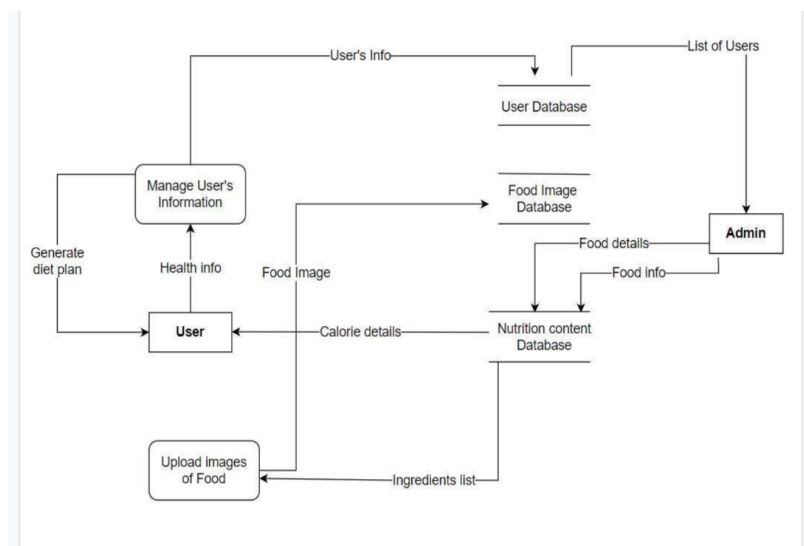 User's Info
List of Users
User Database
Manage User's
Information
Food Image
Database
Admin
Generate
diet plan
Health info
Food Image
Food details
Food info
User
Calorie details
Nutrition content
Database
Upload images
of Food
Ingredients list